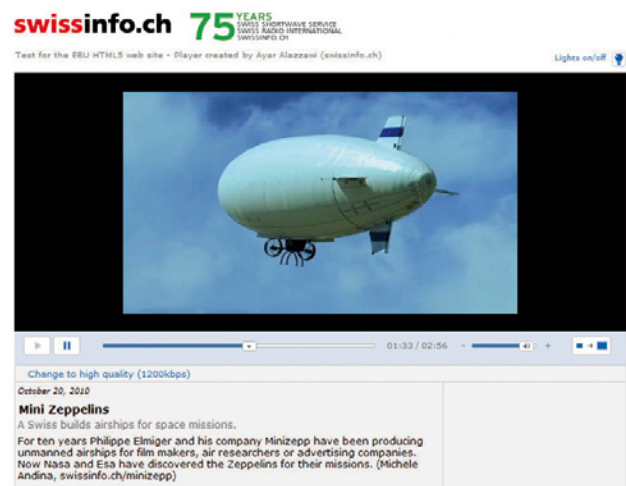 swissinfo.ch 75 YEARS
SWISS SHORTWAVE SERVICE
SWISS RADIO INTERNATIONAL
SWISSINFO.CH
Test for the EBU HTML5 web site - Player created by Ayar Alazzawi (swissinfo.ch)
Lights on/off
01:33 / 02:56 - +
Change to high quality (1200kbps)
October 20, 2010
Mini Zeppelins
A Swiss builds airships for space missions.
For ten years Philippe Elmiger and his company Minizepp have been producing
unmanned airships for film makers, air researchers or advertising companies.
Now Nasa and Esa have discovered the Zeppelins for their missions. (Michele
Andina, swissinfo.ch/minizepp)